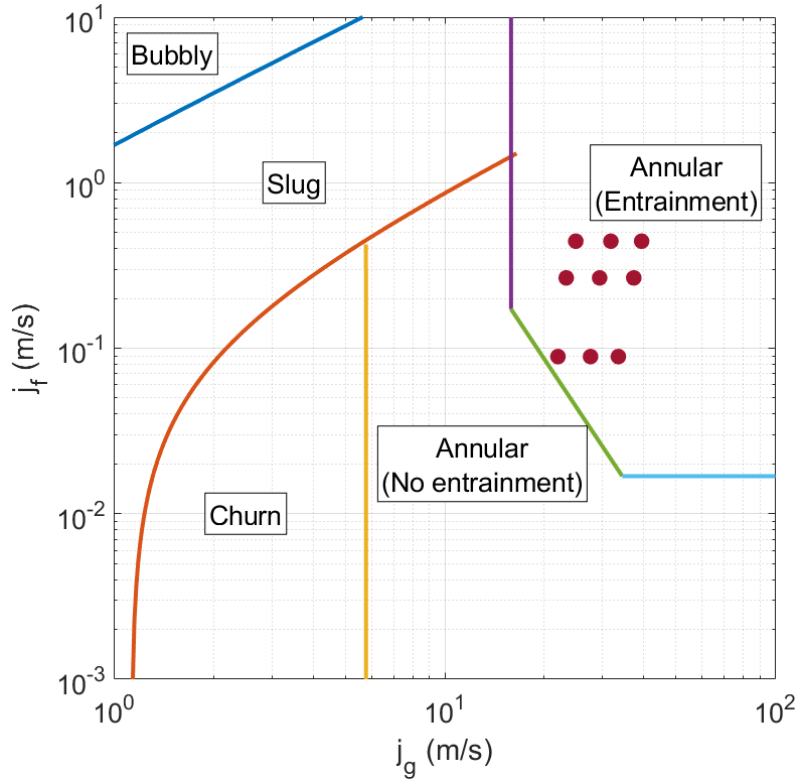 10^1
Bubbly
Slug
Annular
(Entrainment)
10^0
j_f (m/s)
10^-1
Annular
(No entrainment)
Churn
10^-2
10^-3
10^0
10^1
10^2
j_g (m/s)